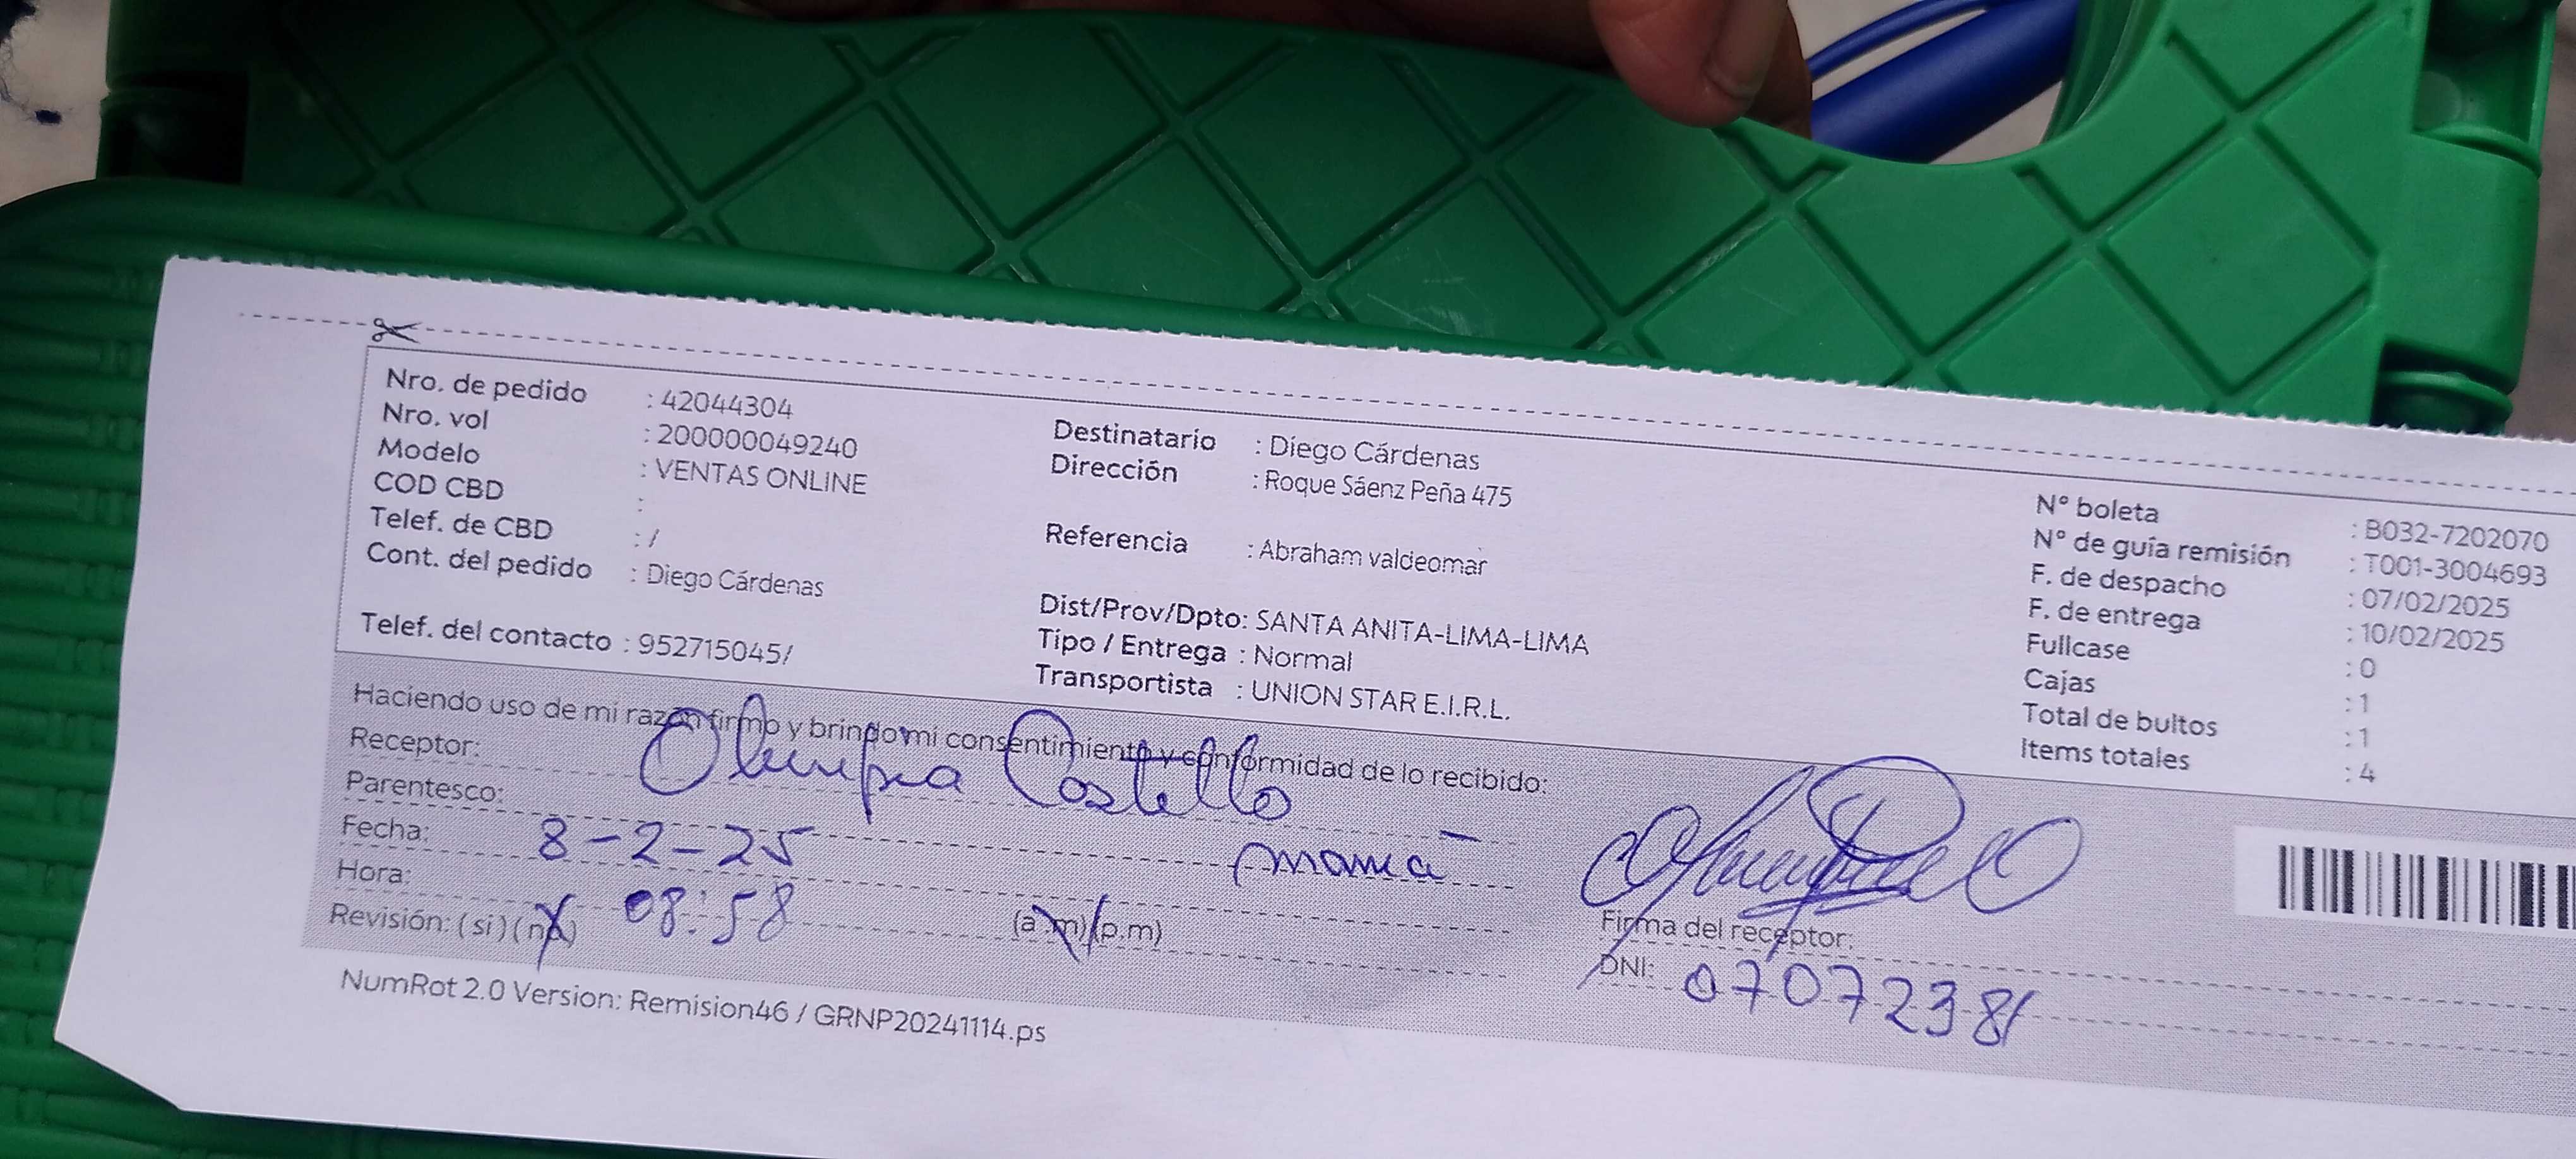 Nro. de pedido : 42044304
Nro. vol : 200000049240
Modelo : VENTAS ONLINE
COD CBD :
Telef. de CBD : /
Cont. del pedido : Diego Cárdenas
Telef. del contacto : 952715045/
Destinatario : Diego Cárdenas
Dirección : Roque Sáenz Peña 475
Referencia : Abraham valdeomar
Dist/Prov/Dpto: SANTA ANITA-LIMA-LIMA
Tipo / Entrega : Normal
Transportista : UNION STAR E.I.R.L.
N° boleta : B032-7202070
N° de guía remisión : T001-3004693
F. de despacho : 07/02/2025
F. de entrega : 10/02/2025
Fullcase : 0
Cajas : 1
Total de bultos : 1
Items totales : 4
Haciendo uso de mi razón firmo y brindo mi consentimiento y conformidad de lo recibido:
Receptor: Olimpia Costello
Parentesco: mama
Fecha: 8-2-25
Hora: 08:58 (a.m)(p.m)
Revisión: (si)(no)
Firma del receptor:
DNI: 07072381
NumRot 2.0 Version: Remision46 / GRNP20241114.ps